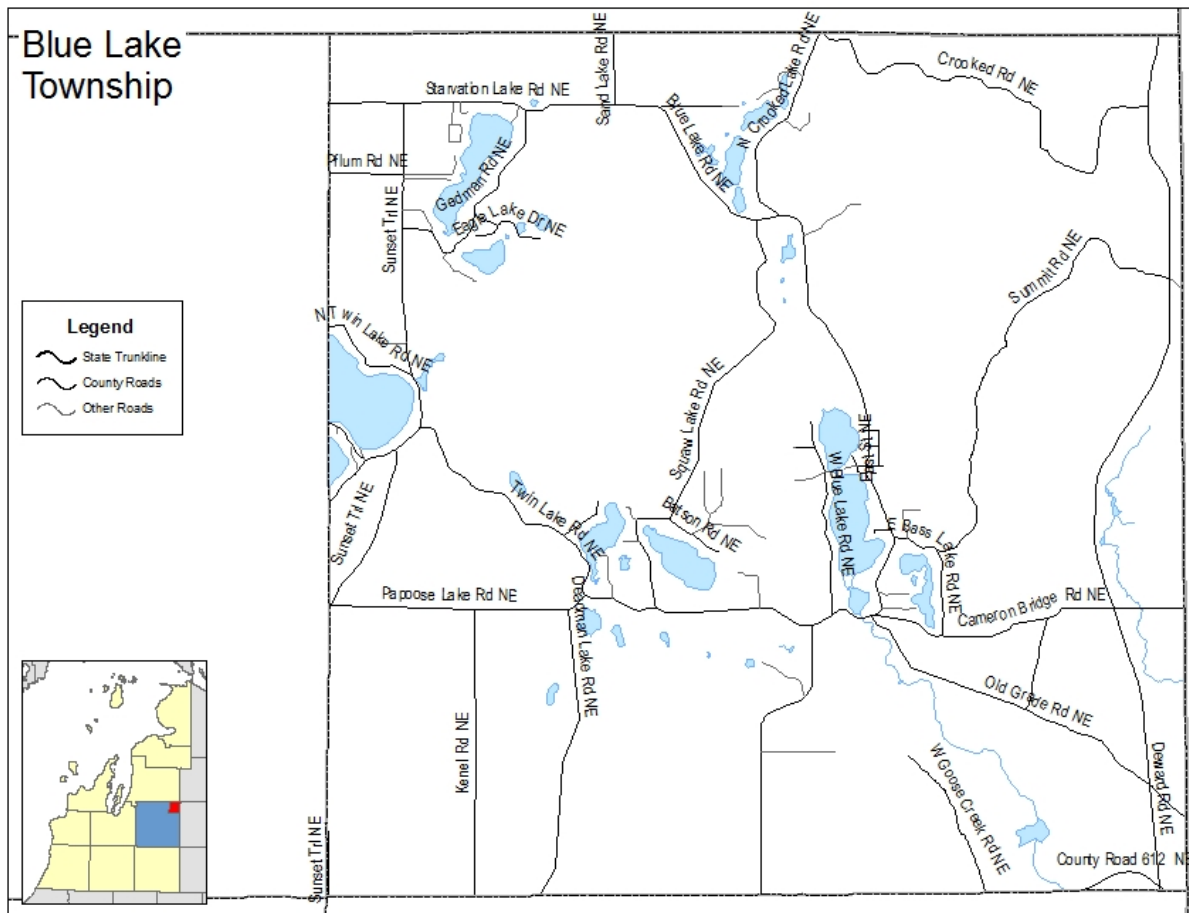 Blue Lake
Township
Sand Lake Rd NE
N Crooked Lake Rd NE
Crooked Rd NE
Starvation Lake Rd NE
Blue Lake Rd NE
Pflum Rd NE
Gedman Rd NE
Eagle Lake Dr NE
Sunset Trl NE
Summit Rd NE
N Twin Lake Rd NE
Legend
State Trunkline
County Roads
Other Roads
Squaw Lake Rd NE
W Blue Lake Rd NE
Sunset Trl NE
Twin Lake Rd NE
Batson Rd NE
E Bass Lake Rd NE
Papoose Lake Rd NE
Deadman Lake Rd NE
Cameron Bridge Rd NE
Old Grade Rd NE
Kenel Rd NE
W Goose Creek Rd NE
Deward Rd NE
Sunset Trl NE
County Road 612 NE